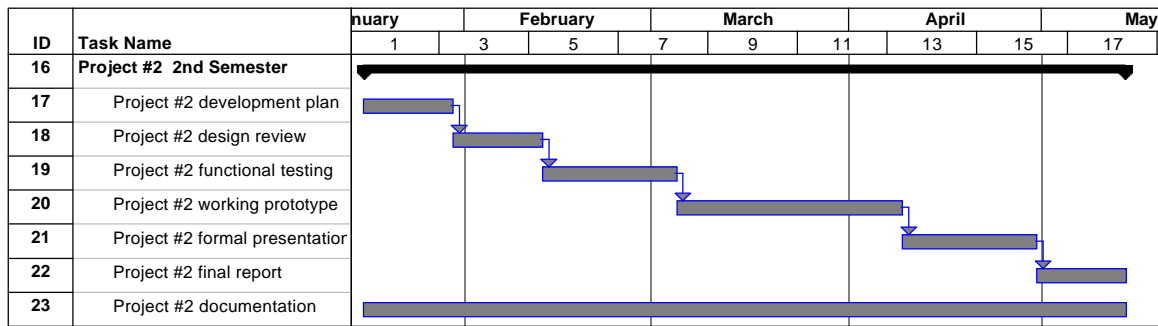 nuary February March April May
ID Task Name 1 3 5 7 9 11 13 15 17
16 Project #2 2nd Semester
17 Project #2 development plan
18 Project #2 design review
19 Project #2 functional testing
20 Project #2 working prototype
21 Project #2 formal presentation
22 Project #2 final report
23 Project #2 documentation